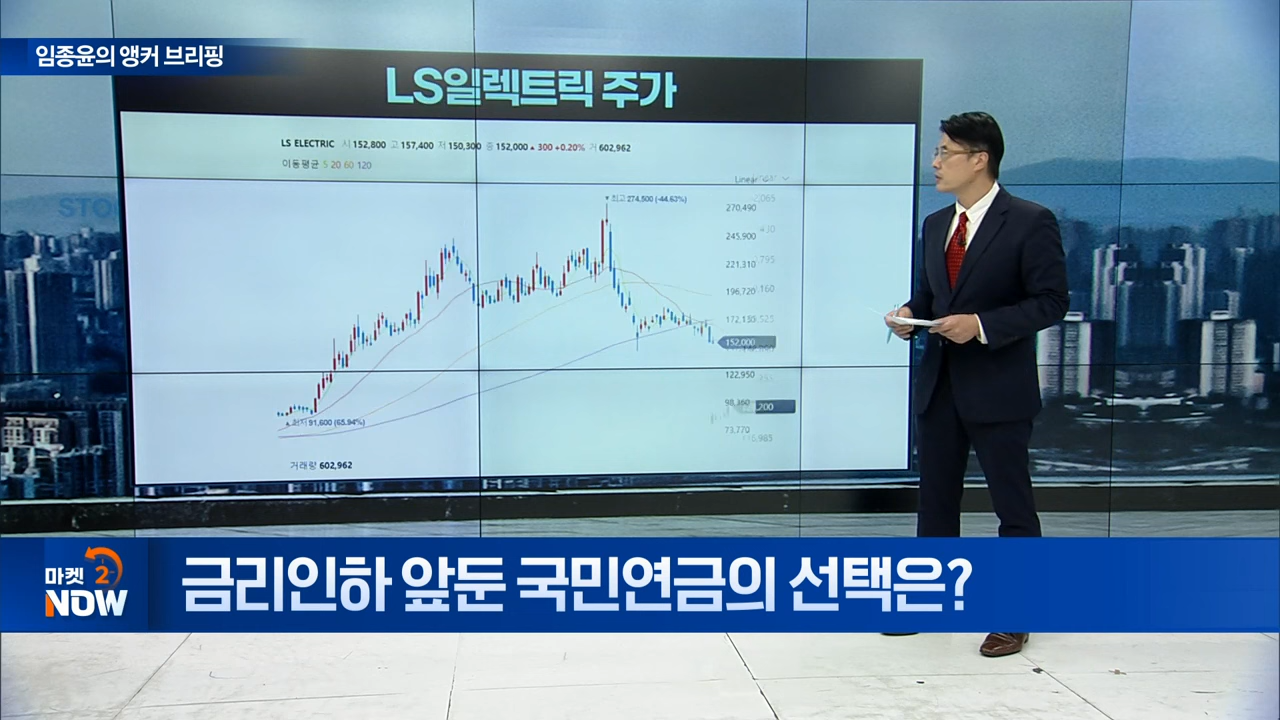 임종윤의 앵커 브리핑
LS일렉트릭 주가
LS ELECTRIC 시 152,800 고 157,400 저 150,300 종 152,000 ▲ 300 +0.20% 거 602,962
이동평균 5 20 60 120
Linear
▼ 최고 274,500 (-44.63%)
270,490
245,900
221,310
196,720
172,135
152,000
122,950
98,360
73,770
▲ 최저 91,600 (65.94%)
거래량 602,962
마켓 2
NOW
금리인하 앞둔 국민연금의 선택은?